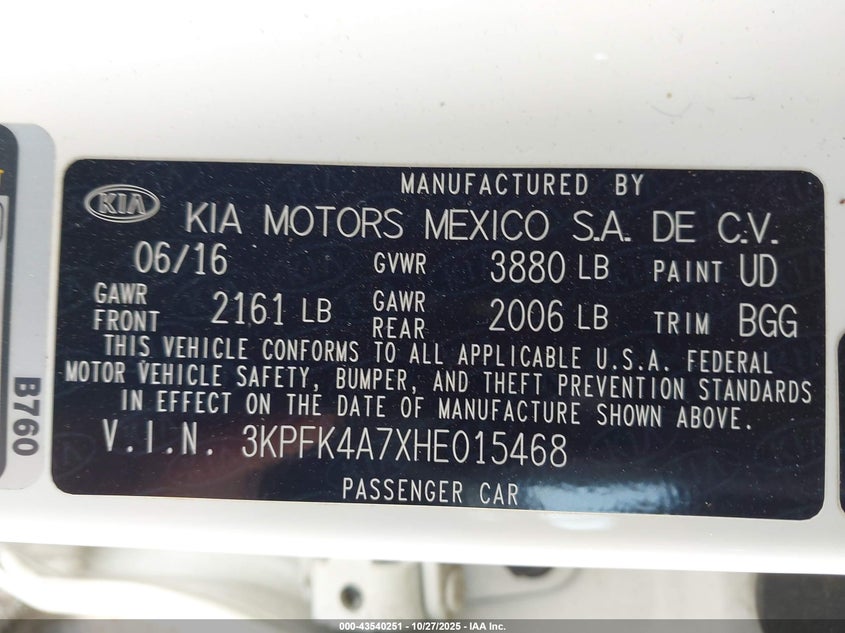 MANUFACTURED BY
KIA
KIA MOTORS MEXICO S.A. DE C.V.
06/16 GVWR 3880 LB PAINT UD
GAWR FRONT 2161 LB GAWR REAR 2006 LB TRIM BGG
THIS VEHICLE CONFORMS TO ALL APPLICABLE U.S.A. FEDERAL
MOTOR VEHICLE SAFETY, BUMPER, AND THEFT PREVENTION STANDARDS
IN EFFECT ON THE DATE OF MANUFACTURE SHOWN ABOVE.
V.I.N. 3KPFK4A7XHE015468
PASSENGER CAR
B760
000-43540251 | 10/27/2025 | IAA Inc.